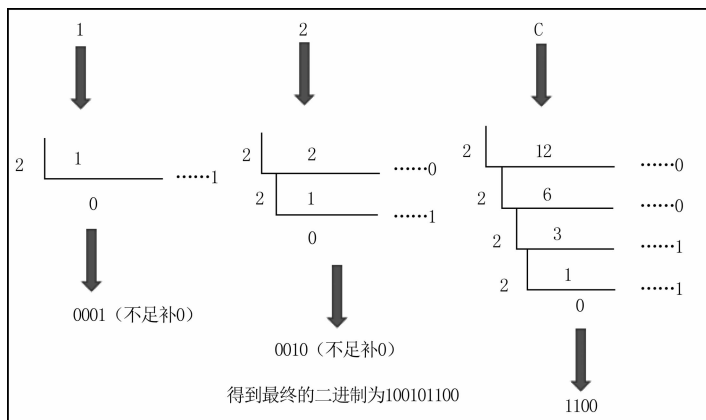 1 2 C
2 1 ……1
0
0001（不足补0）
2 2 ……0
2 1 ……1
0
0010（不足补0）
2 12 ……0
2 6 ……0
2 3 ……1
2 1 ……1
0
1100
得到最终的二进制为100101100